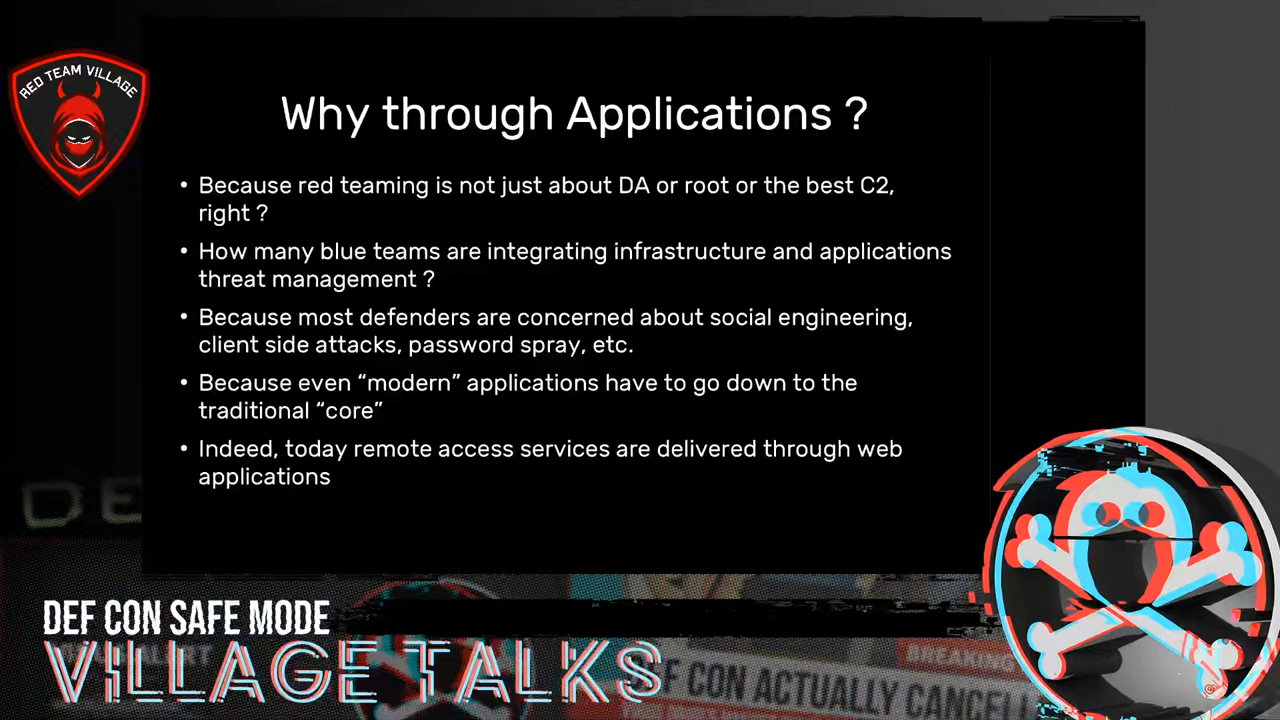 RED TEAM VILLAGE
Why through Applications ?
• Because red teaming is not just about DA or root or the best C2,
right ?
• How many blue teams are integrating infrastructure and applications
threat management ?
• Because most defenders are concerned about social engineering,
client side attacks, password spray, etc.
• Because even “modern” applications have to go down to the
traditional “core”
• Indeed, today remote access services are delivered through web
applications
DE
DEF CON SAFE MODE
VILLAGE TALKS
BREAKING
DEF CON ACTUALLY CANCELL